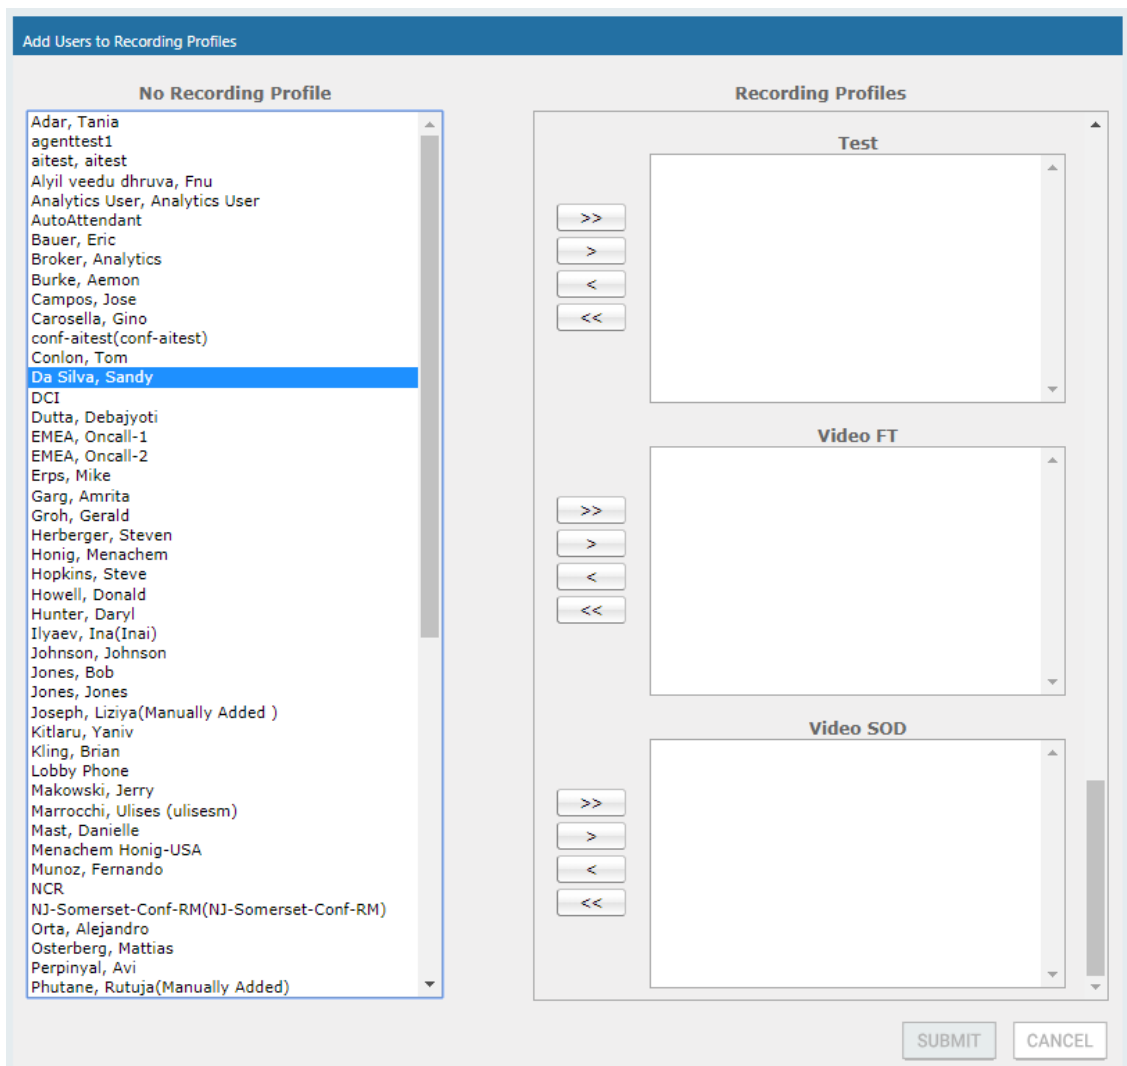 Add Users to Recording Profiles
No Recording Profile
Adar, Tania
agenttest1
aitest, aitest
Alyil veedu dhruva, Fnu
Analytics User, Analytics User
AutoAttendant
Bauer, Eric
Broker, Analytics
Burke, Aemon
Campos, Jose
Carosella, Gino
conf-aitest(conf-aitest)
Conlon, Tom
Da Silva, Sandy
DCI
Dutta, Debajyoti
EMEA, Oncall-1
EMEA, Oncall-2
Erps, Mike
Garg, Amrita
Groh, Gerald
Herberger, Steven
Honig, Menachem
Hopkins, Steve
Howell, Donald
Hunter, Daryl
Ilyaev, Ina(Inai)
Johnson, Johnson
Jones, Bob
Jones, Jones
Joseph, Liziya(Manually Added )
Kitlaru, Yaniv
Kling, Brian
Lobby Phone
Makowski, Jerry
Marrocchi, Ulises (ulisesm)
Mast, Danielle
Menachem Honig-USA
Munoz, Fernando
NCR
NJ-Somerset-Conf-RM(NJ-Somerset-Conf-RM)
Orta, Alejandro
Osterberg, Mattias
Perpinyal, Avi
Phutane, Rutuja(Manually Added)
Recording Profiles
Test
>>
>
<
<<
Video FT
>>
>
<
<<
Video SOD
>>
>
<
<<
SUBMIT
CANCEL